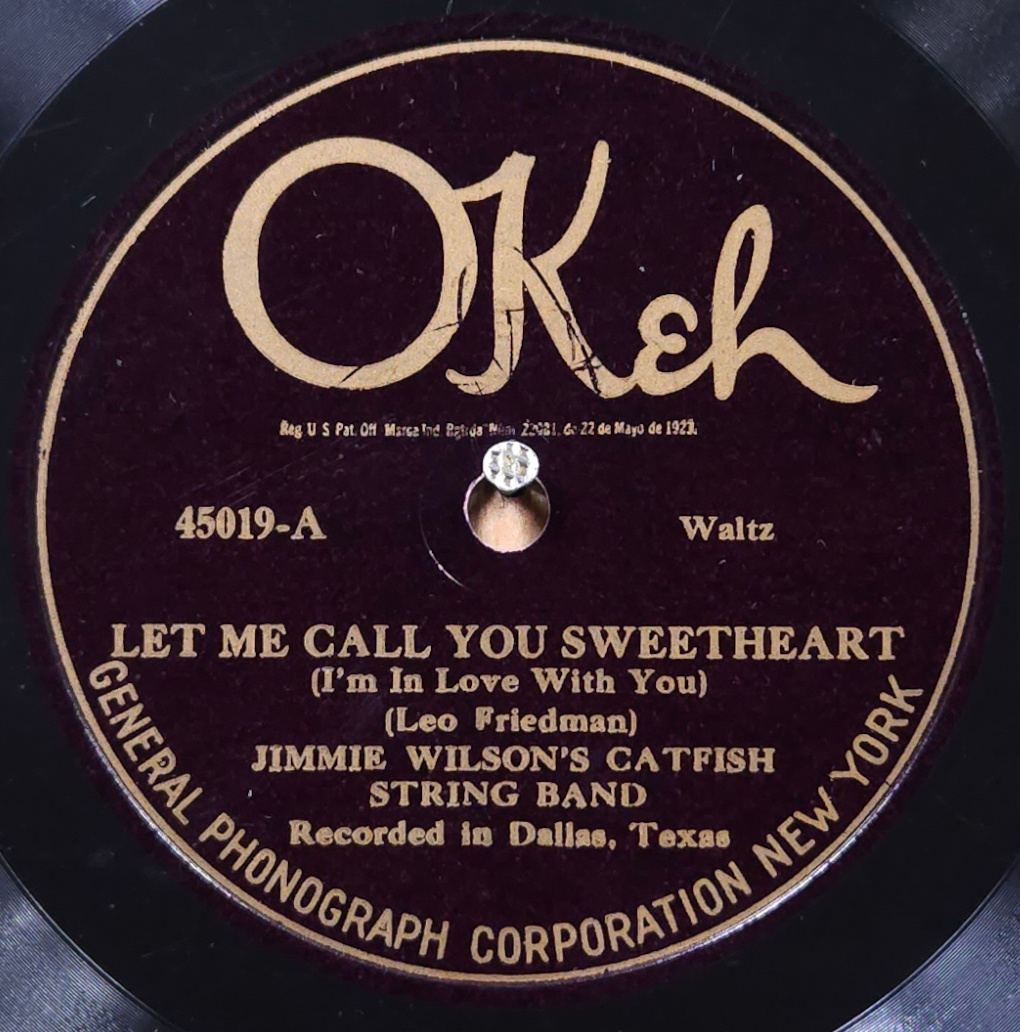 OKeh
Reg. U S Pat. Off Marca Ind. Rgtrda Núm. 22081, de 22 de Mayo de 1923.
45019-A
Waltz
LET ME CALL YOU SWEETHEART
(I'm In Love With You)
(Leo Friedman)
JIMMIE WILSON'S CATFISH
STRING BAND
Recorded in Dallas, Texas
GENERAL PHONOGRAPH CORPORATION NEW YORK